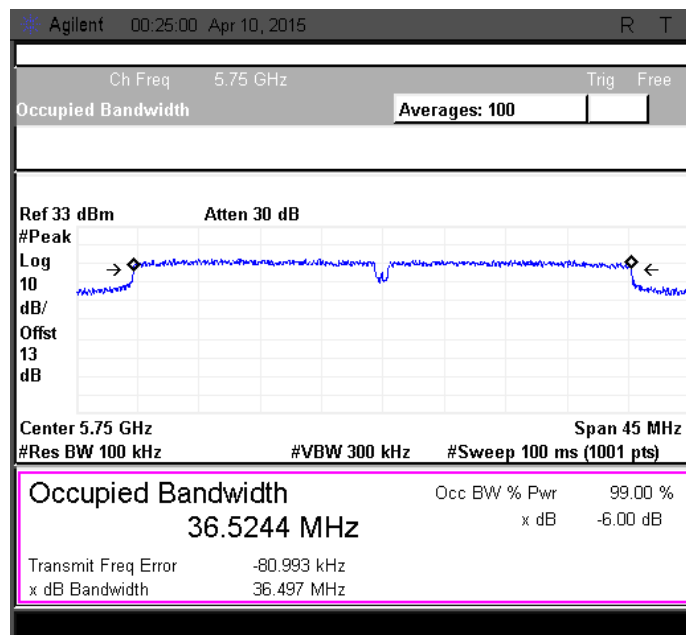 Agilent 00:25:00 Apr 10, 2015 R T
Ch Freq 5.75 GHz Trig Free
Occupied Bandwidth Averages: 100
Ref 33 dBm Atten 30 dB
#Peak
Log
10
dB/
Offst
13
dB
Center 5.75 GHz Span 45 MHz
#Res BW 100 kHz #VBW 300 kHz #Sweep 100 ms (1001 pts)
Occupied Bandwidth Occ BW % Pwr 99.00 %
36.5244 MHz x dB -6.00 dB
Transmit Freq Error -80.993 kHz
x dB Bandwidth 36.497 MHz